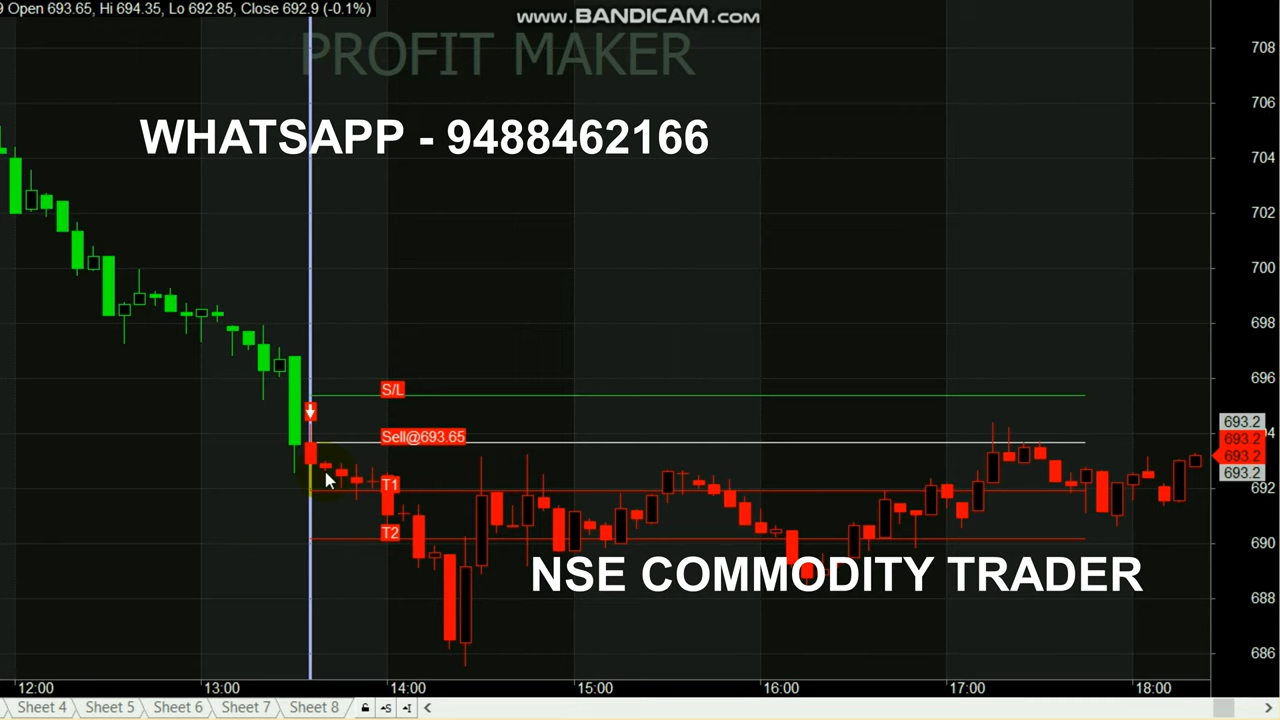 9 Open 693.65, Hi 694.35, Lo 692.85, Close 692.9 (-0.1%)
www.BANDICAM.com
PROFIT MAKER
WHATSAPP - 9488462166
708
706
704
702
700
698
696
S/L
693.2
4
693.2
Sell@693.65
693.2
693.2
T1
692
T2
690
NSE COMMODITY TRADER
688
686
12:00 13:00 14:00 15:00 16:00 17:00 18:00
Sheet 4 Sheet 5 Sheet 6 Sheet 7 Sheet 8 S I